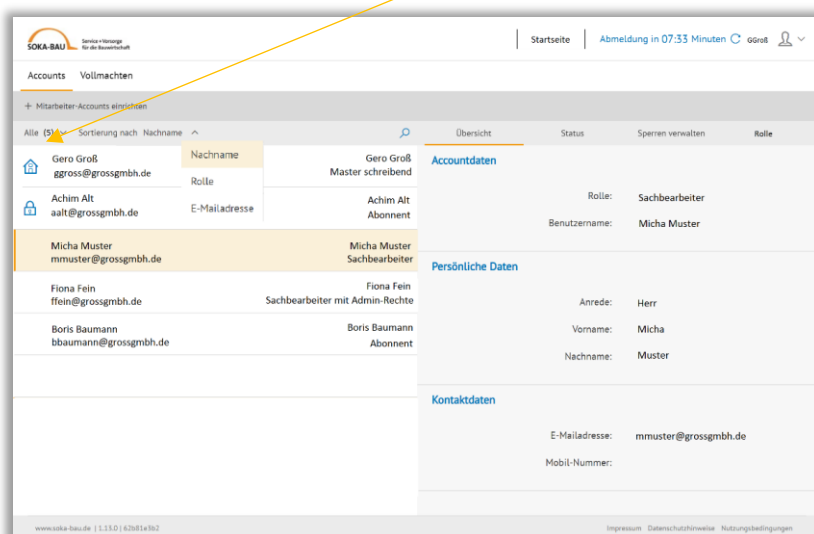 SOKA-BAU Service+Vorsorge für die Bauwirtschaft
Startseite Abmeldung in 07:33 Minuten GGroß
Accounts Vollmachten
+ Mitarbeiter-Accounts einrichten
Alle (5) Sortierung nach Nachname
Nachname
Rolle
E-Mailadresse
Gero Groß
ggross@grossgmbh.de
Gero Groß
Master schreibend
Achim Alt
aalt@grossgmbh.de
Achim Alt
Abonnent
Micha Muster
mmuster@grossgmbh.de
Micha Muster
Sachbearbeiter
Fiona Fein
ffein@grossgmbh.de
Fiona Fein
Sachbearbeiter mit Admin-Rechte
Boris Baumann
bbaumann@grossgmbh.de
Boris Baumann
Abonnent
Übersicht Status Sperren verwalten Rolle
Accountdaten
Rolle: Sachbearbeiter
Benutzername: Micha Muster
Persönliche Daten
Anrede: Herr
Vorname: Micha
Nachname: Muster
Kontaktdaten
E-Mailadresse: mmuster@grossgmbh.de
Mobil-Nummer:
www.soka-bau.de | 1.13.0 | 62b81e3b2
Impressum Datenschutzhinweise Nutzungsbedingungen